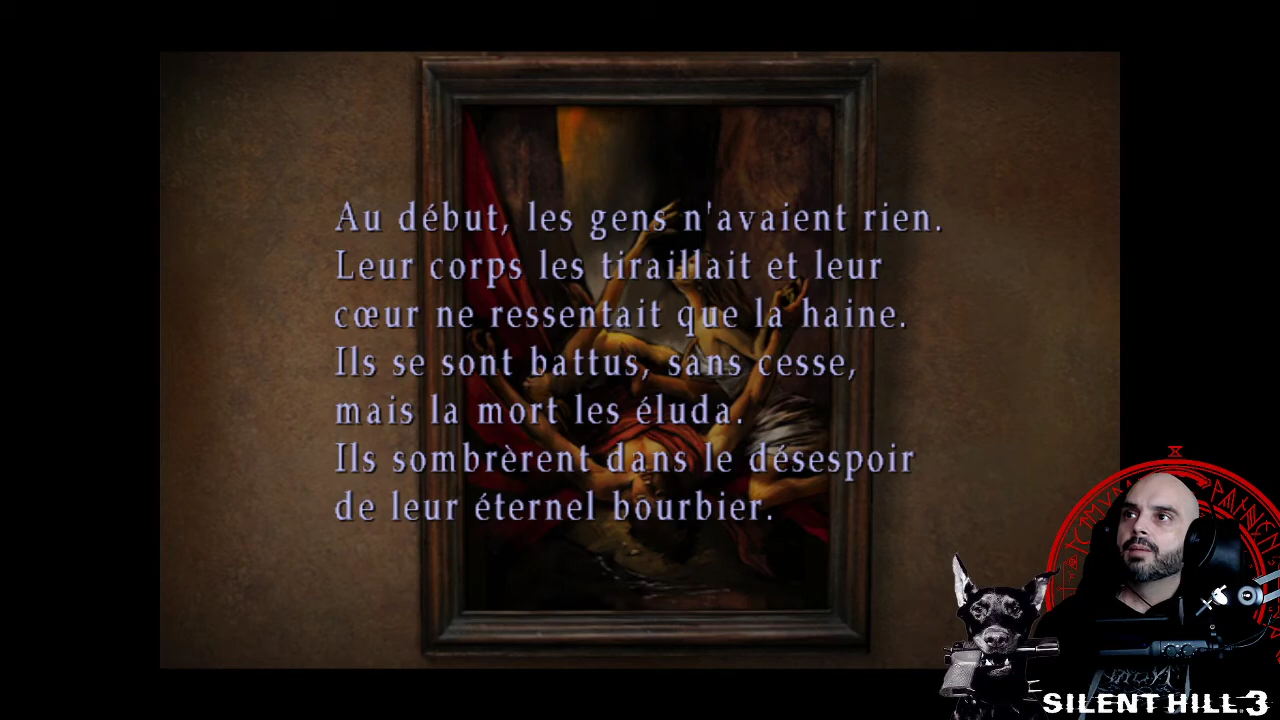 Au début, les gens n'avaient rien.
Leur corps les tiraillait et leur
cœur ne ressentait que la haine.
Ils se sont battus, sans cesse,
mais la mort les éluda.
Ils sombrèrent dans le désespoir
de leur éternel bourbier.
SILENT HILL 3